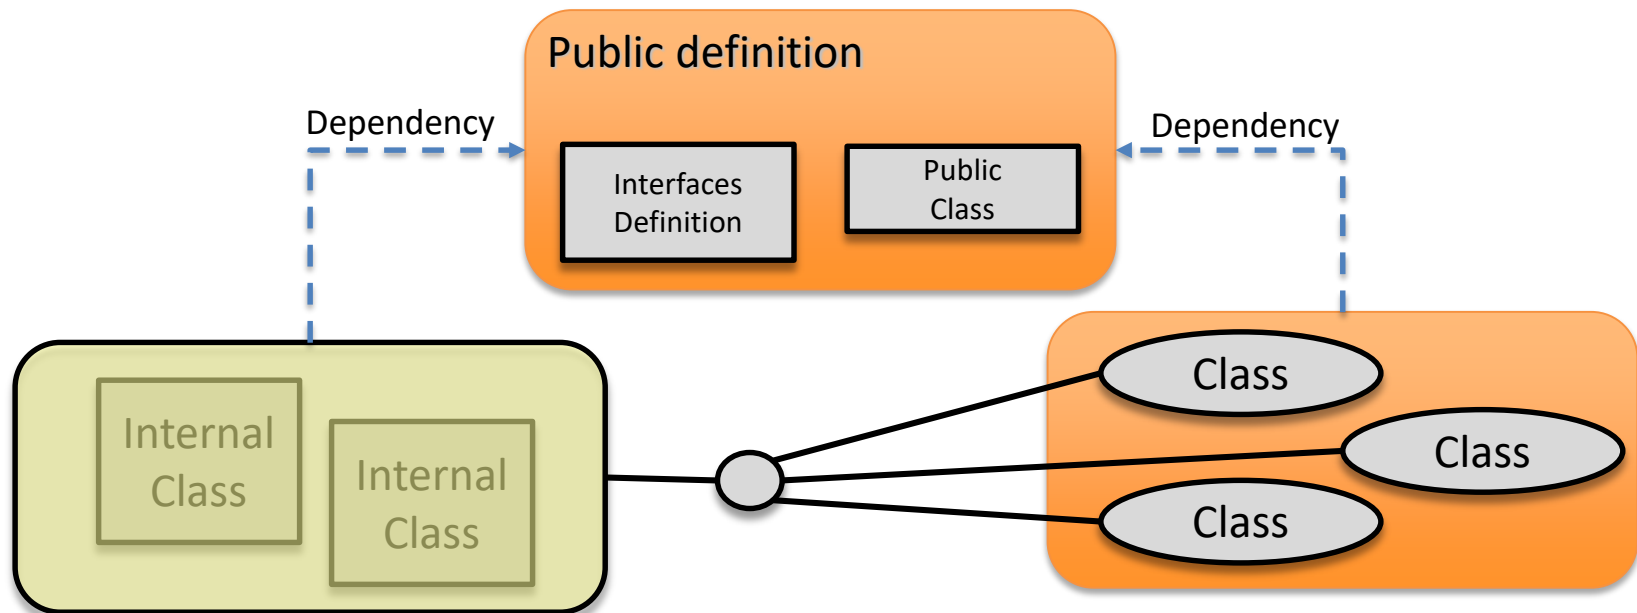 Public definition
Dependency
Dependency
Interfaces
Definition
Public
Class
Internal
Class
Internal
Class
Class
Class
Class